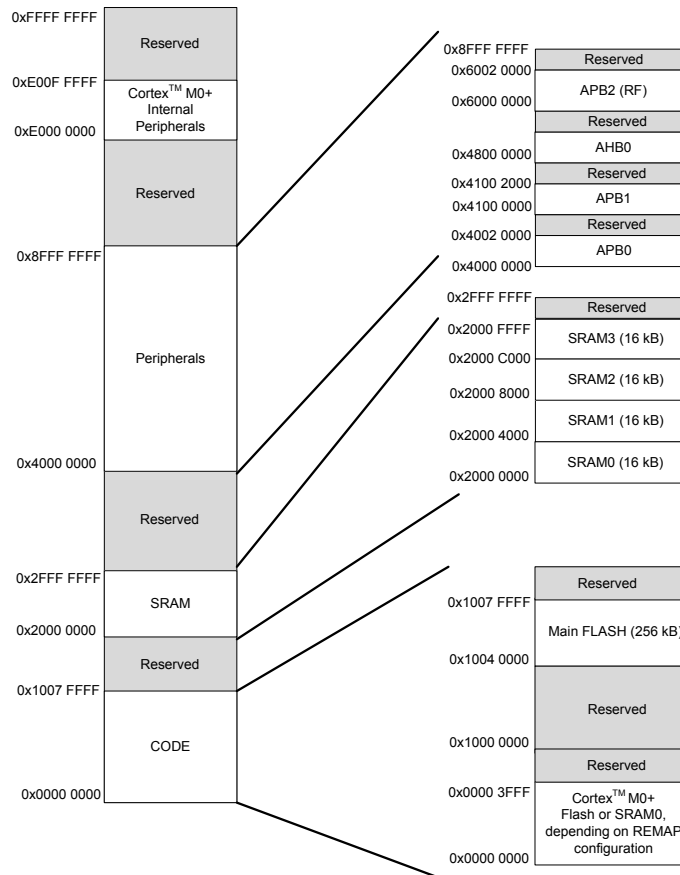 0xFFFF FFFF
Reserved
0xE00F FFFF
Cortex™ M0+
Internal
Peripherals
0xE000 0000
Reserved
0x8FFF FFFF
Peripherals
0x4000 0000
Reserved
0x2FFF FFFF
SRAM
0x2000 0000
Reserved
0x1007 FFFF
CODE
0x0000 0000
0x8FFF FFFF
Reserved
0x6002 0000
APB2 (RF)
0x6000 0000
Reserved
AHB0
0x4800 0000
Reserved
0x4100 2000
APB1
0x4100 0000
Reserved
0x4002 0000
APB0
0x4000 0000
0x2FFF FFFF
Reserved
0x2000 FFFF
SRAM3 (16 kB)
0x2000 C000
SRAM2 (16 kB)
0x2000 8000
SRAM1 (16 kB)
0x2000 4000
SRAM0 (16 kB)
0x2000 0000
Reserved
0x1007 FFFF
Main FLASH (256 kB)
0x1004 0000
Reserved
0x1000 0000
Reserved
0x0000 3FFF
Cortex™ M0+
Flash or SRAM0,
depending on REMAP
configuration
0x0000 0000